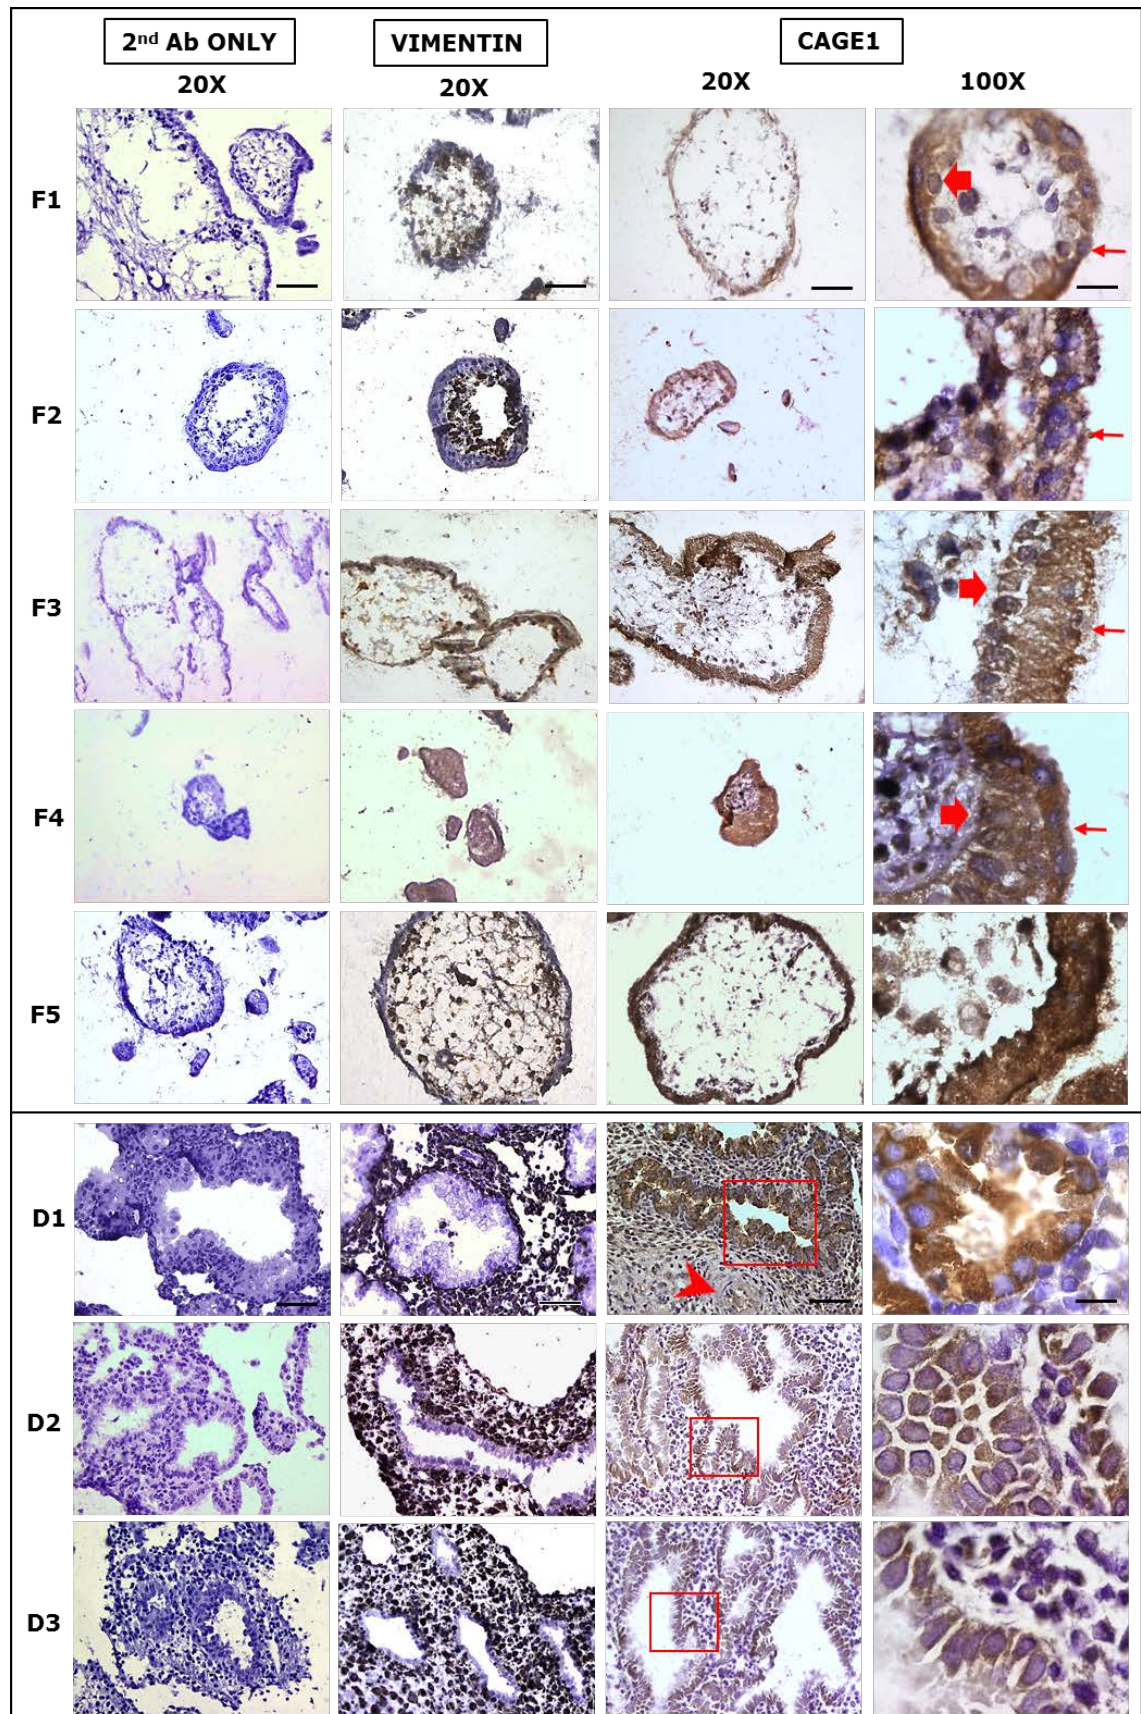 2nd Ab ONLY VIMENTIN CAGE1
20X 20X 20X 100X
F1
F2
F3
F4
F5
D1
D2
D3